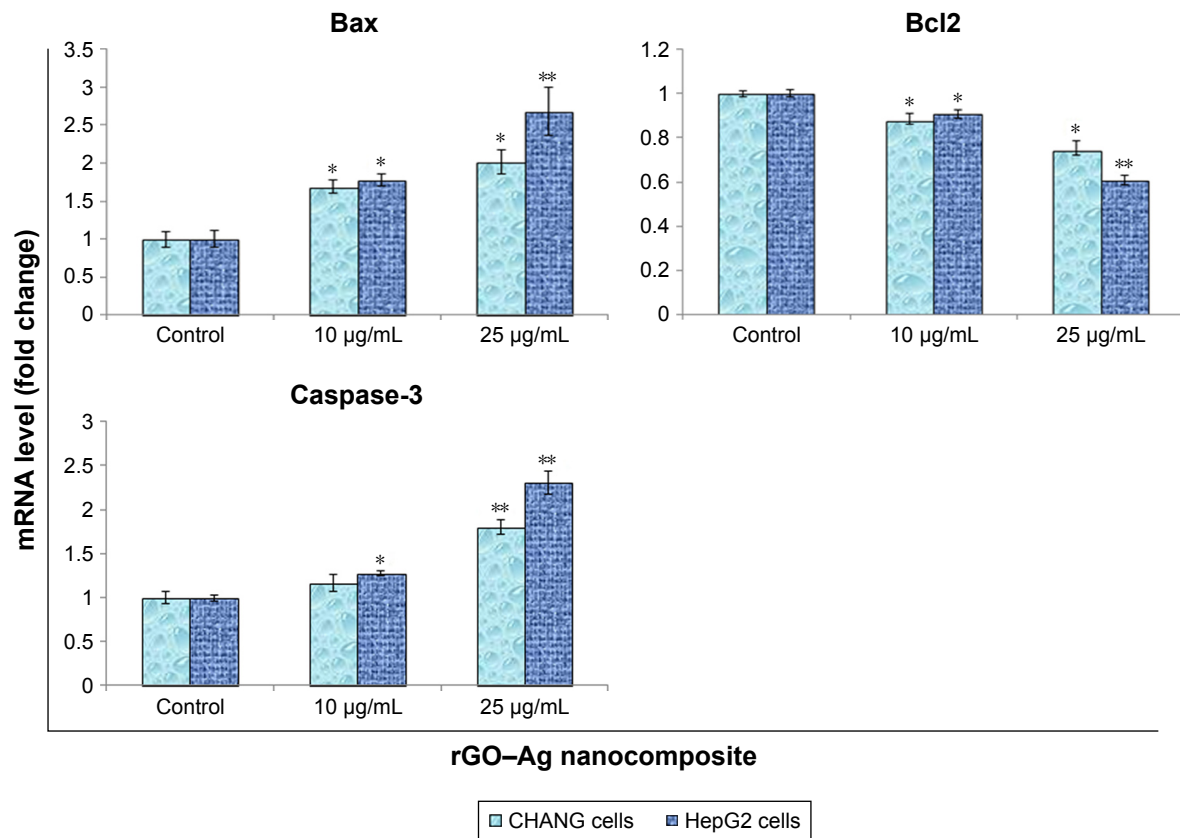 Bax
3.5
3
2.5
2
1.5
1
0.5
0
**
*
*
*
Control
10 µg/mL
25 µg/mL
Bcl2
1.2
1
0.8
0.6
0.4
0.2
0
*
*
*
**
Control
10 µg/mL
25 µg/mL
Caspase-3
3
2.5
2
1.5
1
0.5
0
*
**
**
Control
10 µg/mL
25 µg/mL
mRNA level (fold change)
rGO–Ag nanocomposite
CHANG cells
HepG2 cells